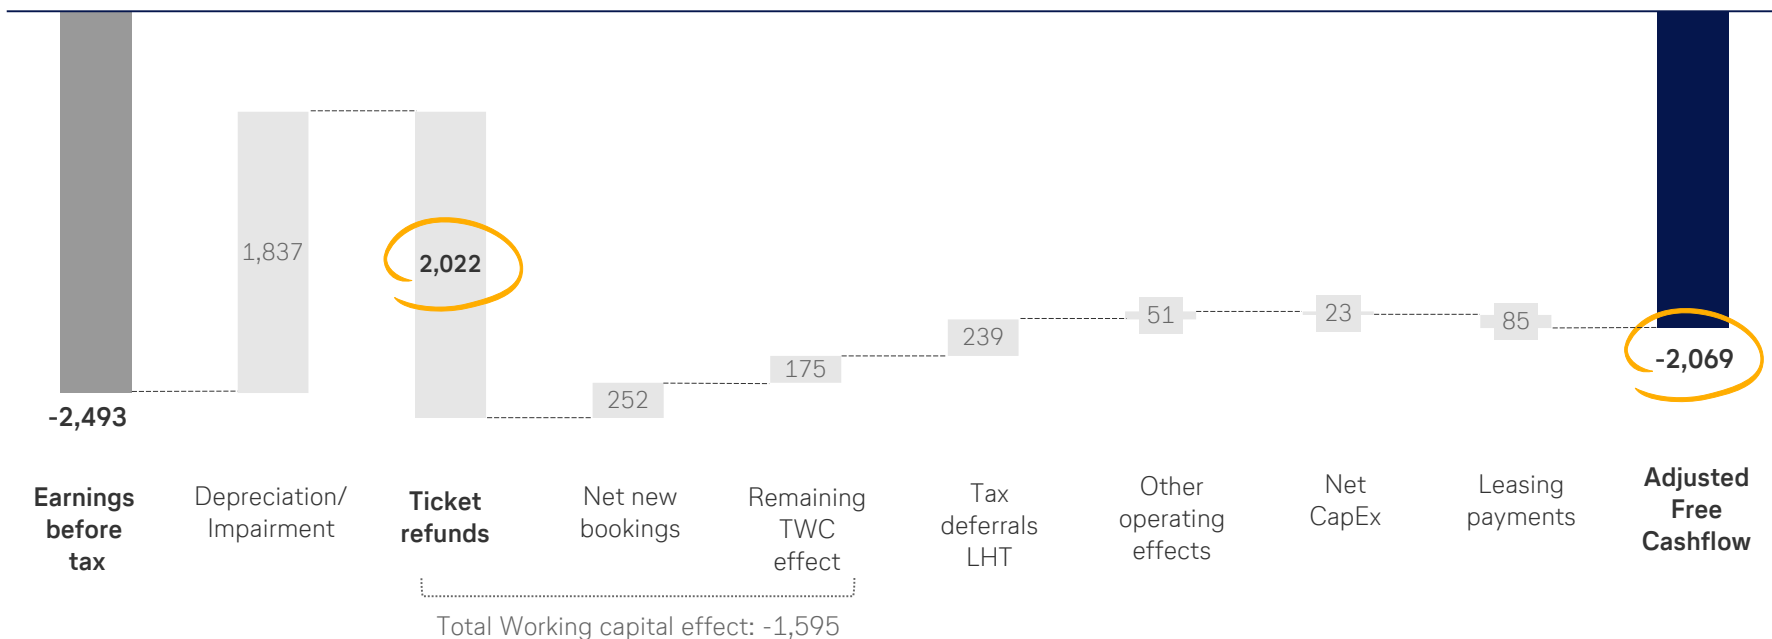 1,837
2,022
252
175
239
51
23
85
-2,069
-2,493
Earnings
before
tax
Depreciation/
Impairment
Ticket
refunds
Net new
bookings
Remaining
TWC
effect
Tax
deferrals
LHT
Other
operating
effects
Net
CapEx
Leasing
payments
Adjusted
Free
Cashflow
Total Working capital effect: -1,595